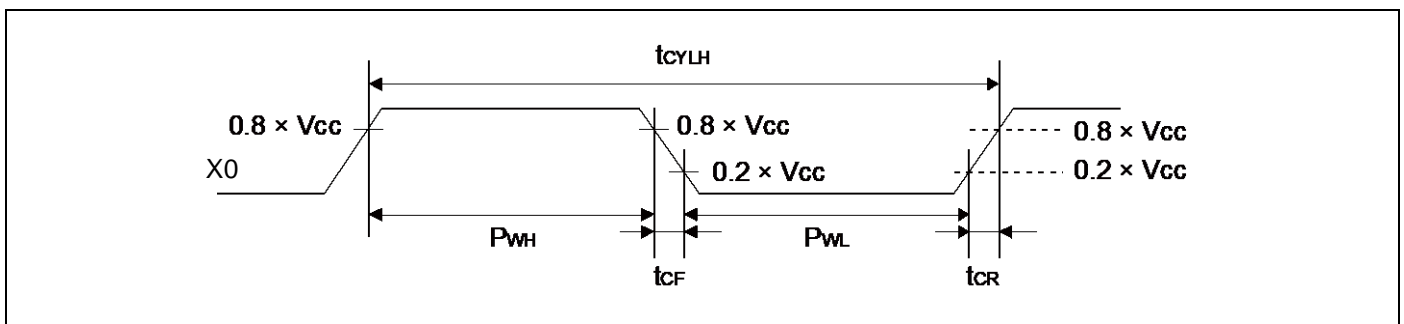 tCYLH
0.8 × Vcc
0.8 × Vcc
0.8 × Vcc
X0
0.2 × Vcc
0.2 × Vcc
PWH
PWL
tCF
tCR